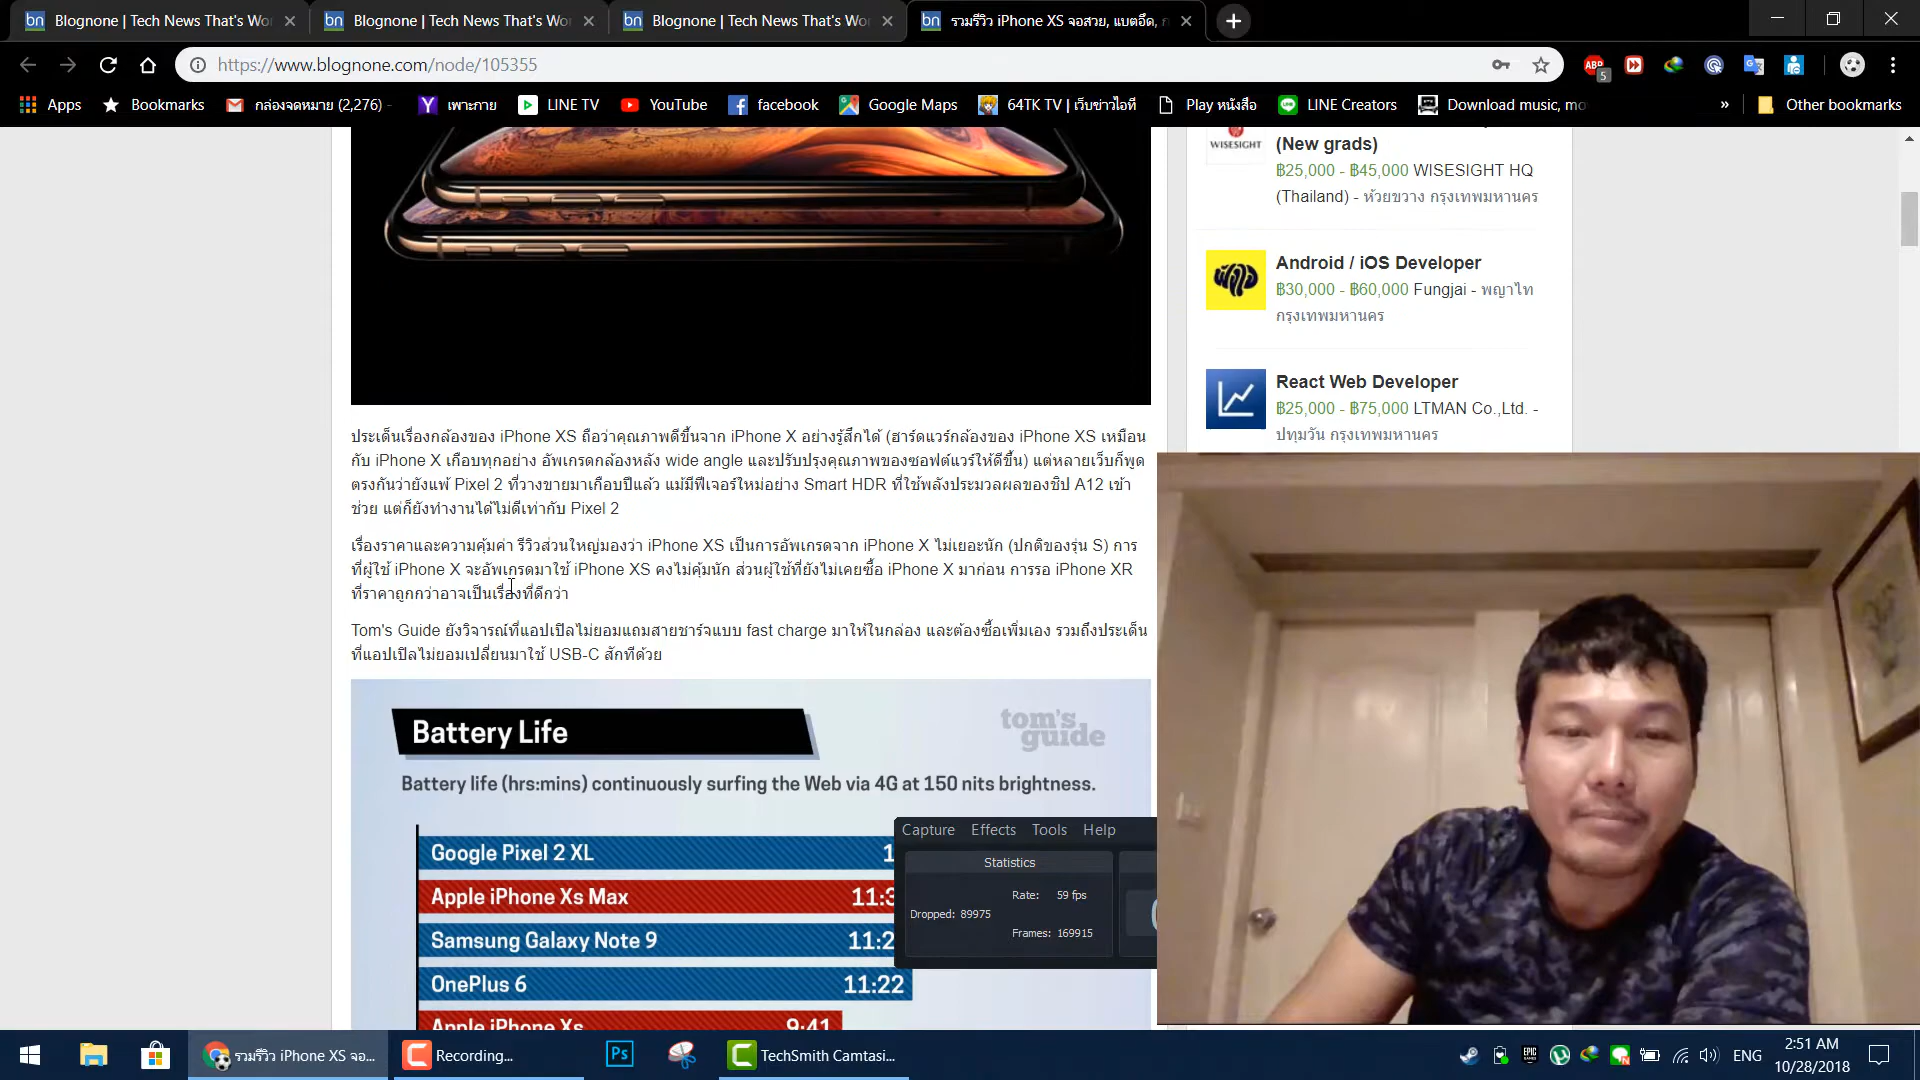 Blognone | Tech News That's Wo
Blognone | Tech News That's Wo
Blognone | Tech News That's Wo
รวมรีวิว iPhone XS จอสวย, แบตอึด, ก
https://www.blognone.com/node/105355
Apps
Bookmarks
กล่องจดหมาย (2,276) -
เพาะกาย
LINE TV
YouTube
facebook
Google Maps
64TK TV | เว็บข่าวไอที
Play หนังสือ
LINE Creators
Download music, mo
Other bookmarks
WISESIGHT
(New grads)
฿25,000 - ฿45,000 WISESIGHT HQ
(Thailand) - ห้วยขวาง กรุงเทพมหานคร
Android / iOS Developer
฿30,000 - ฿60,000 Fungjai - พญาไท
กรุงเทพมหานคร
React Web Developer
฿25,000 - ฿75,000 LTMAN Co.,Ltd. -
ปทุมวัน กรุงเทพมหานคร
ประเด็นเรื่องกล้องของ iPhone XS ถือว่าคุณภาพดีขึ้นจาก iPhone X อย่างรู้สึกได้ (ฮาร์ดแวร์กล้องของ iPhone XS เหมือน
กับ iPhone X เกือบทุกอย่าง อัพเกรดกล้องหลัง wide angle และปรับปรุงคุณภาพของซอฟต์แวร์ให้ดีขึ้น) แต่หลายเว็บก็พูด
ตรงกันว่ายังแพ้ Pixel 2 ที่วางขายมาเกือบปีแล้ว แม้มีฟีเจอร์ใหม่อย่าง Smart HDR ที่ใช้พลังประมวลผลของชิป A12 เข้า
ช่วย แต่ก็ยังทำงานได้ไม่ดีเท่ากับ Pixel 2
เรื่องราคาและความคุ้มค่า รีวิวส่วนใหญ่มองว่า iPhone XS เป็นการอัพเกรดจาก iPhone X ไม่เยอะนัก (ปกติของรุ่น S) การ
ที่ผู้ใช้ iPhone X จะอัพเกรดมาใช้ iPhone XS คงไม่คุ้มนัก ส่วนผู้ใช้ที่ยังไม่เคยซื้อ iPhone X มาก่อน การรอ iPhone XR
ที่ราคาถูกกว่าอาจเป็นเรื่องที่ดีกว่า
Tom's Guide ยังวิจารณ์ที่แอปเปิลไม่ยอมแถมสายชาร์จแบบ fast charge มาให้ในกล่อง และต้องซื้อเพิ่มเอง รวมถึงประเด็น
ที่แอปเปิลไม่ยอมเปลี่ยนมาใช้ USB-C สักทีด้วย
Battery Life
tom's
guide
Battery life (hrs:mins) continuously surfing the Web via 4G at 150 nits brightness.
Google Pixel 2 XL 1
Apple iPhone Xs Max 11:3
Samsung Galaxy Note 9 11:2
OnePlus 6 11:22
Apple iPhone Xs 9:41
Capture Effects Tools Help
Statistics
Rate: 59 fps
Dropped: 89975
Frames: 169915
รวมรีวิว iPhone XS จอ...
Recording...
Ps
TechSmith Camtasi...
ENG
2:51 AM
10/28/2018